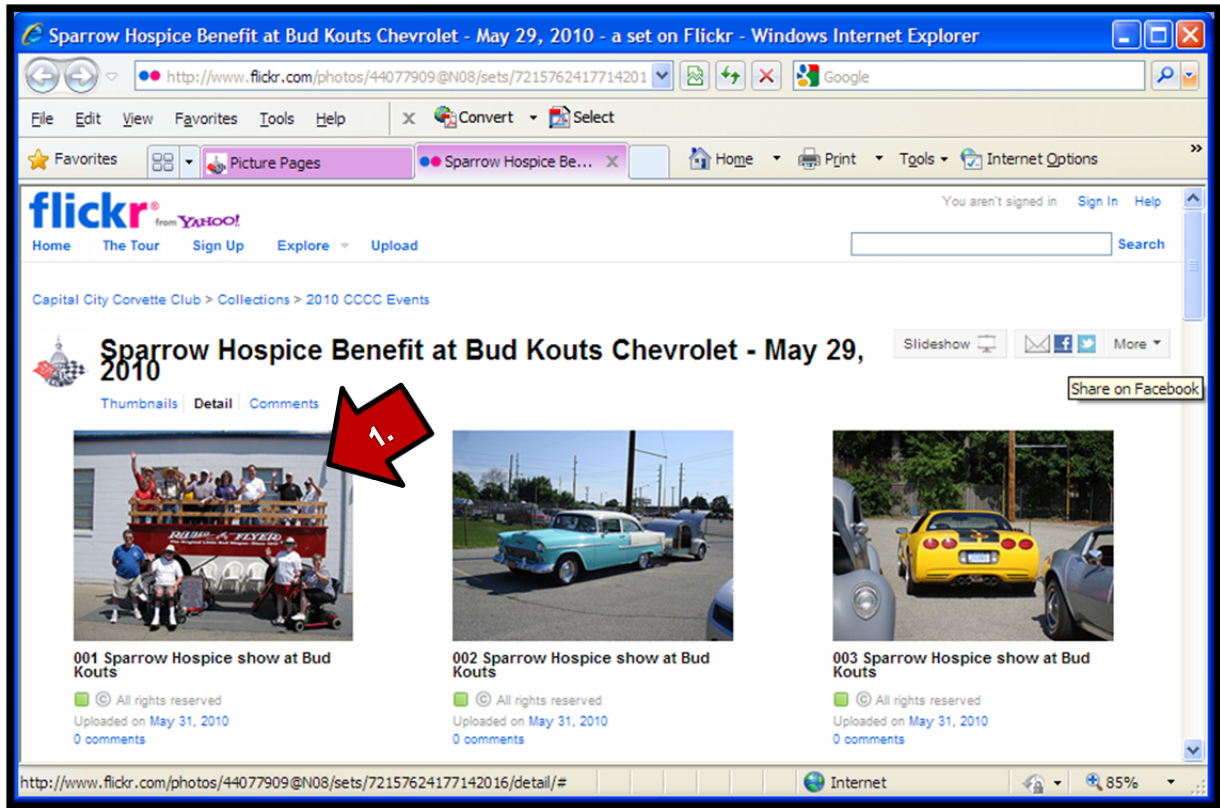 Sparrow Hospice Benefit at Bud Kouts Chevrolet - May 29, 2010 - a set on Flickr - Windows Internet Explorer
http://www.flickr.com/photos/44077909@N08/sets/7215762417714201 Google
File Edit View Favorites Tools Help x Convert Select
Favorites Picture Pages Sparrow Hospice Be... X Home Print Tools Internet Options »
flickr® from YAHOO! You aren't signed in Sign In Help
Home The Tour Sign Up Explore Upload Search
Capital City Corvette Club > Collections > 2010 CCCC Events
Sparrow Hospice Benefit at Bud Kouts Chevrolet - May 29,
2010
Slideshow f More
Share on Facebook
Thumbnails Detail Comments
1.
RADIO FLYER
001 Sparrow Hospice show at Bud
Kouts
© All rights reserved
Uploaded on May 31, 2010
0 comments
002 Sparrow Hospice show at Bud
Kouts
© All rights reserved
Uploaded on May 31, 2010
0 comments
003 Sparrow Hospice show at Bud
Kouts
© All rights reserved
Uploaded on May 31, 2010
0 comments
http://www.flickr.com/photos/44077909@N08/sets/72157624177142016/detail/# Internet 85%